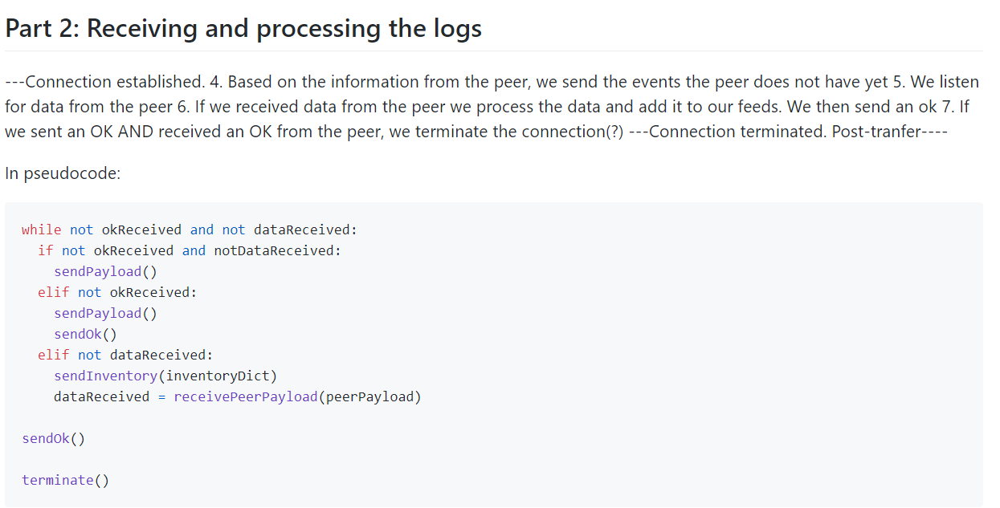 Part 2: Receiving and processing the logs
---Connection established. 4. Based on the information from the peer, we send the events the peer does not have yet 5. We listen
for data from the peer 6. If we received data from the peer we process the data and add it to our feeds. We then send an ok 7. If
we sent an OK AND received an OK from the peer, we terminate the connection(?) ---Connection terminated. Post-tranfer----
In pseudocode:
while not okReceived and not dataReceived:
  if not okReceived and notDataReceived:
    sendPayload()
  elif not okReceived:
    sendPayload()
    sendOk()
  elif not dataReceived:
    sendInventory(inventoryDict)
    dataReceived = receivePeerPayload(peerPayload)
sendOk()
terminate()